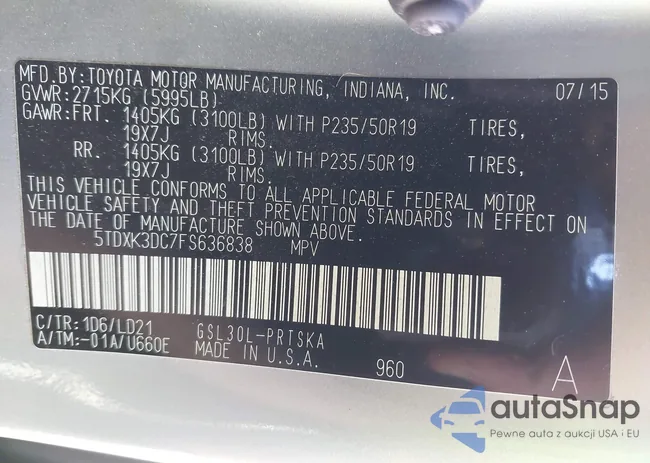 MFD.BY:TOYOTA MOTOR MANUFACTURING, INDIANA, INC. 07/15
GVWR:2715KG (5995LB)
GAWR:FRT. 1405KG (3100LB) WITH P235/50R19 TIRES,
19X7J RIMS.
RR. 1405KG (3100LB) WITH P235/50R19 TIRES,
19X7J RIMS.
THIS VEHICLE CONFORMS TO ALL APPLICABLE FEDERAL MOTOR
VEHICLE SAFETY AND THEFT PREVENTION STANDARDS IN EFFECT ON
THE DATE OF MANUFACTURE SHOWN ABOVE.
5TDXK3DC7FS636838 MPV
C/TR:1D6/LD21 GSL30L-PRTSKA
A/TM:-01A/U660E MADE IN U.S.A. 960 A
autaSnap
Pewne auta z aukcji USA i EU